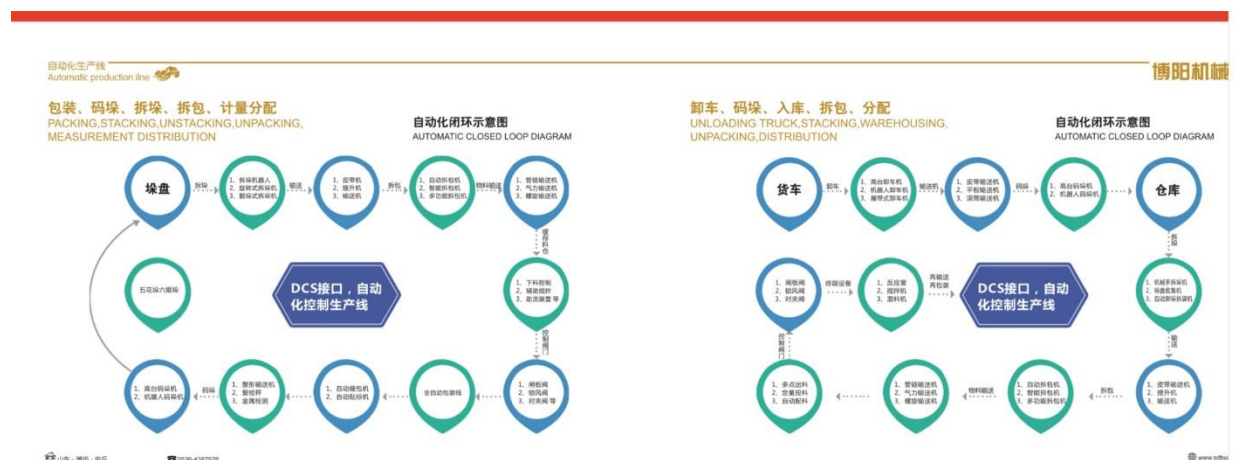 自动化生产线
Automatic production iine
博阳机械
包装、码垛、拆垛、拆包、计量分配
PACKING,STACKING,UNSTACKING,UNPACKING,
MEASUREMENT DISTRIBUTION
自动化闭环示意图
AUTOMATIC CLOSED LOOP DIAGRAM
垛盘
拆垛
1、拆垛机器人
2、旋转式拆垛机
3、翻垛式拆垛机
输送
1、皮带机
2、提升机
3、输送机
拆包
1、自动拆包机
2、智能拆包机
3、多功能拆包机
物料输送
1、管链输送机
2、气力输送机
3、螺旋输送机
缓存料仓
五花垛六腰垛
DCS接口，自动
化控制生产线
1、下料控制
2、辅助搅拌
3、助流装置 等
控制阀门
1、高台码垛机
2、机器人码垛机
码垛
1、整形输送机
2、复检秤
3、金属检测
1、自动缝包机
2、自动贴标机
全自动包装线
1、闸板阀
2、锁风阀
3、对夹阀 等
卸车、码垛、入库、拆包、分配
UNLOADING TRUCK,STACKING,WAREHOUSING,
UNPACKING,DISTRIBUTION
自动化闭环示意图
AUTOMATIC CLOSED LOOP DIAGRAM
货车
卸车
1、高台卸车机
2、机器人卸车机
3、履带式卸车机
输送机
1、皮带输送机
2、平板输送机
3、滚筒输送机
码垛
1、高台码垛机
2、机器人码垛机
仓库
拆垛
1、闸板阀
2、锁风阀
3、对夹阀
终端设备
1、反应釜
2、搅拌机
3、混料机
再输送
再包装
DCS接口，自动
化控制生产线
1、机械手拆垛机
2、垛盘收集机
3、自动卸垛拆袋机
控制阀门
输送
1、多点出料
2、定量投料
3、自动配料
1、管链输送机
2、气力输送机
3、螺旋输送机
物料输送
1、自动拆包机
2、智能拆包机
3、多功能拆包机
拆包
1、皮带输送机
2、提升机
3、输送机